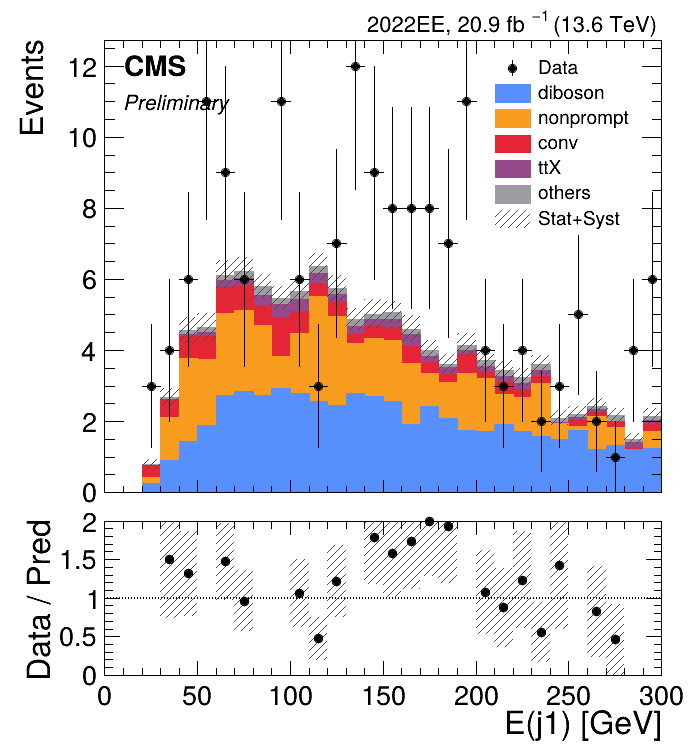 2022EE, 20.9 fb⁻¹ (13.6 TeV)
CMS
Preliminary
Events
12
10
8
6
4
2
0
Data
diboson
nonprompt
conv
ttX
others
Stat+Syst
Data / Pred
2
1.5
1
0.5
0
0 50 100 150 200 250 300
E(j1) [GeV]